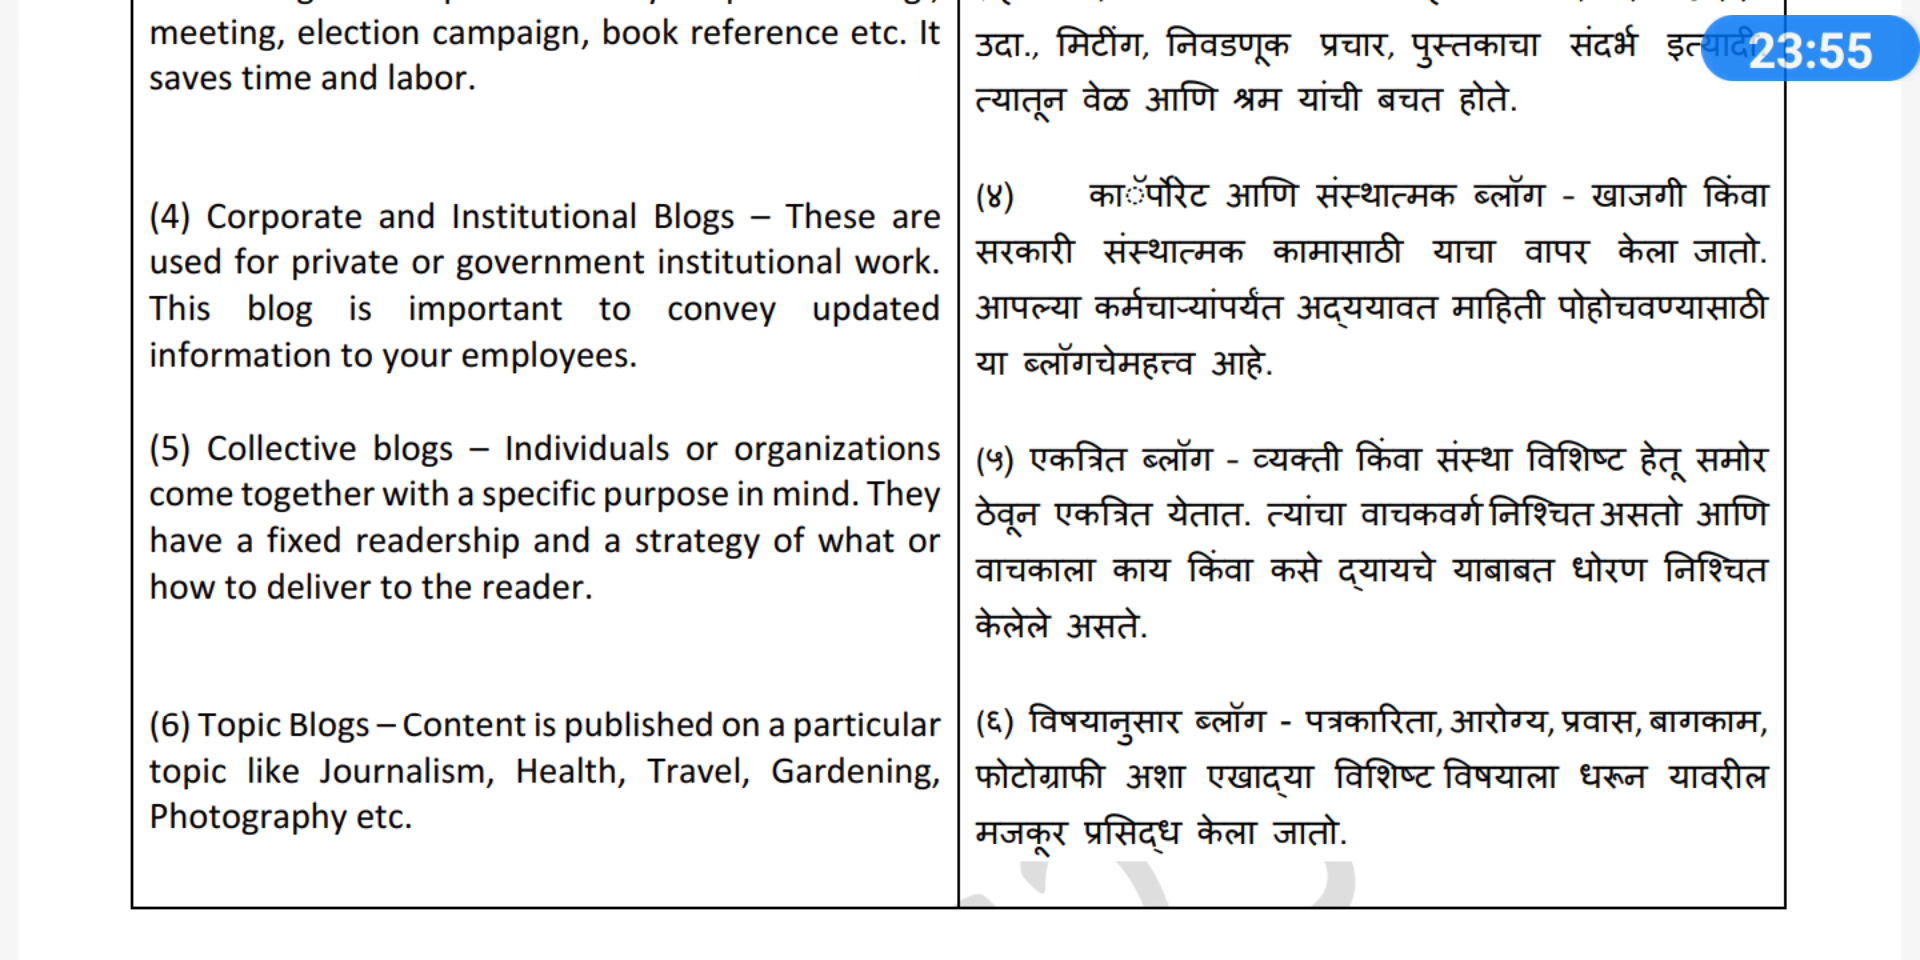 meeting, election campaign, book reference etc. It
saves time and labor.
(4) Corporate and Institutional Blogs – These are
used for private or government institutional work.
This blog is important to convey updated
information to your employees.
(5) Collective blogs – Individuals or organizations
come together with a specific purpose in mind. They
have a fixed readership and a strategy of what or
how to deliver to the reader.
(6) Topic Blogs – Content is published on a particular
topic like Journalism, Health, Travel, Gardening,
Photography etc.
उदा., मिटींग, निवडणूक प्रचार, पुस्तकाचा संदर्भ इत्यादी
त्यातून वेळ आणि श्रम यांची बचत होते.
(४) काॅर्पोरेट आणि संस्थात्मक ब्लॉग - खाजगी किंवा
सरकारी संस्थात्मक कामासाठी याचा वापर केला जातो.
आपल्या कर्मचाऱ्यांपर्यंत अद्ययावत माहिती पोहोचवण्यासाठी
या ब्लॉगचेमहत्त्व आहे.
(५) एकत्रित ब्लॉग - व्यक्ती किंवा संस्था विशिष्ट हेतू समोर
ठेवून एकत्रित येतात. त्यांचा वाचकवर्ग निश्चित असतो आणि
वाचकाला काय किंवा कसे द्यायचे याबाबत धोरण निश्चित
केलेले असते.
(६) विषयानुसार ब्लॉग - पत्रकारिता, आरोग्य, प्रवास, बागकाम,
फोटोग्राफी अशा एखाद्या विशिष्ट विषयाला धरून यावरील
मजकूर प्रसिद्ध केला जातो.
23:55